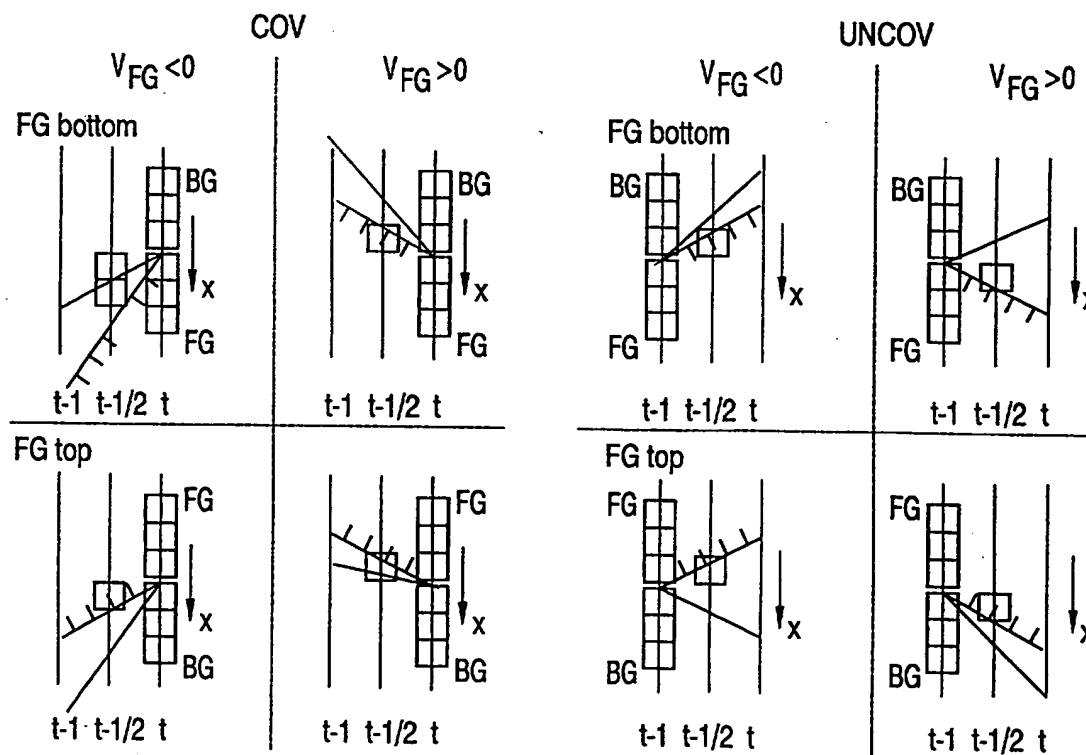 COV
V_FG <0
V_FG >0
FG bottom
BG
x
FG
t-1 t-1/2 t
BG
x
FG
t-1 t-1/2 t
FG top
FG
x
BG
t-1 t-1/2 t
FG
x
BG
t-1 t-1/2 t
UNCOV
V_FG <0
V_FG >0
FG bottom
BG
x
FG
t-1 t-1/2 t
BG
x
FG
t-1 t-1/2 t
FG top
FG
x
BG
t-1 t-1/2 t
FG
x
BG
t-1 t-1/2 t